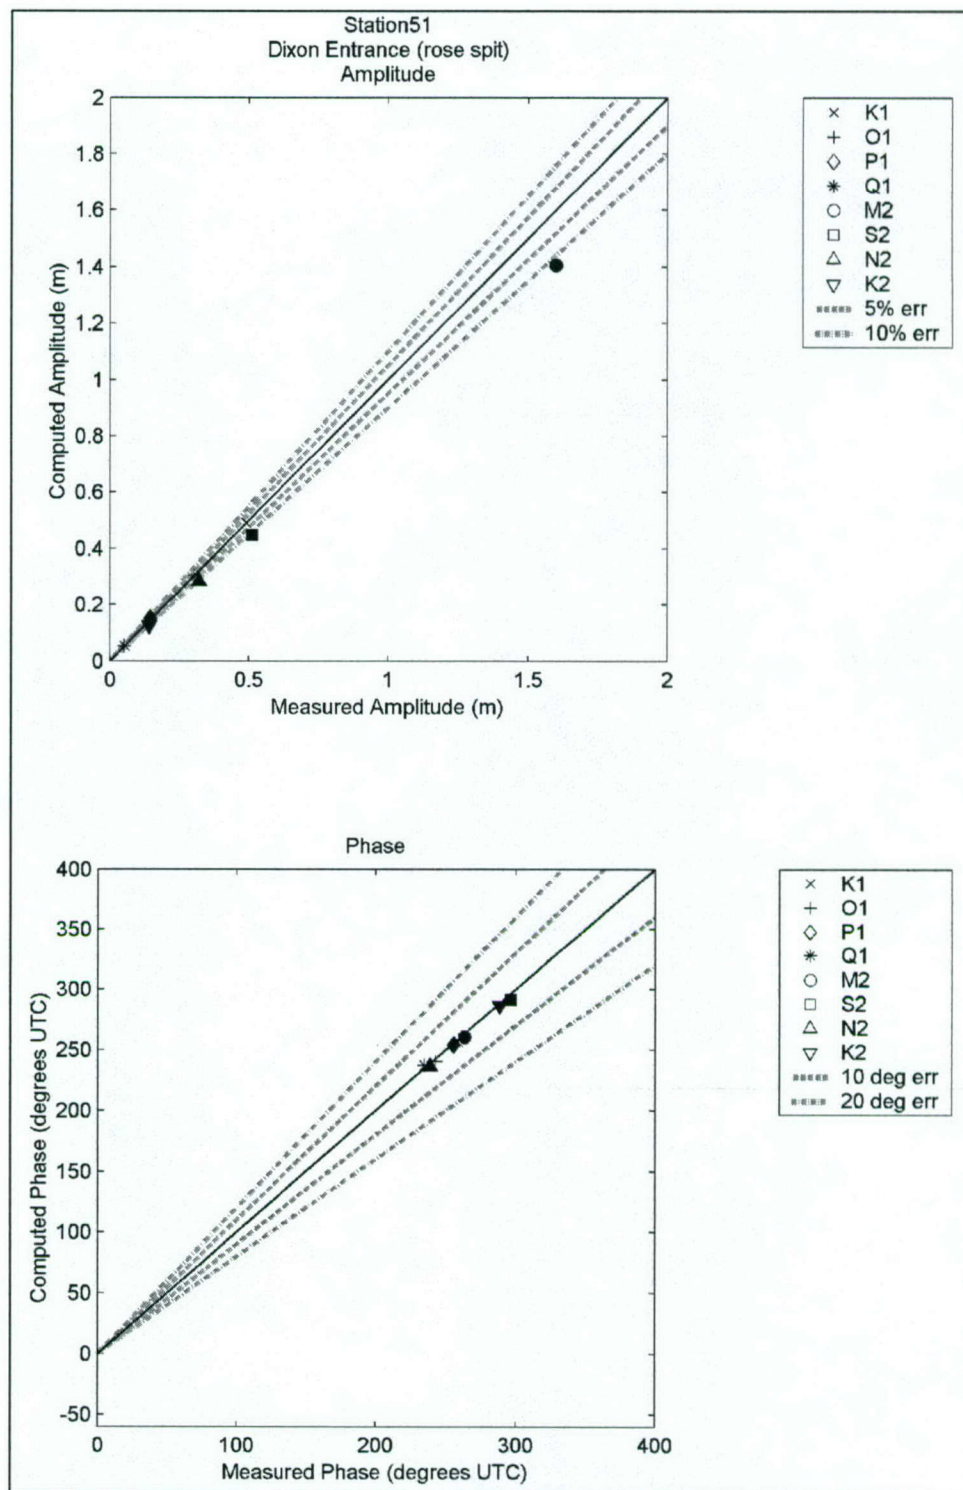 Station51
Dixon Entrance (rose spit)
Amplitude
2
1.8
1.6
1.4
1.2
1
0.8
0.6
0.4
0.2
0
0
0.5
1
1.5
2
Computed Amplitude (m)
Measured Amplitude (m)
K1
O1
P1
Q1
M2
S2
N2
K2
5% err
10% err
Phase
400
350
300
250
200
150
100
50
0
-50
0
100
200
300
400
Computed Phase (degrees UTC)
Measured Phase (degrees UTC)
K1
O1
P1
Q1
M2
S2
N2
K2
10 deg err
20 deg err